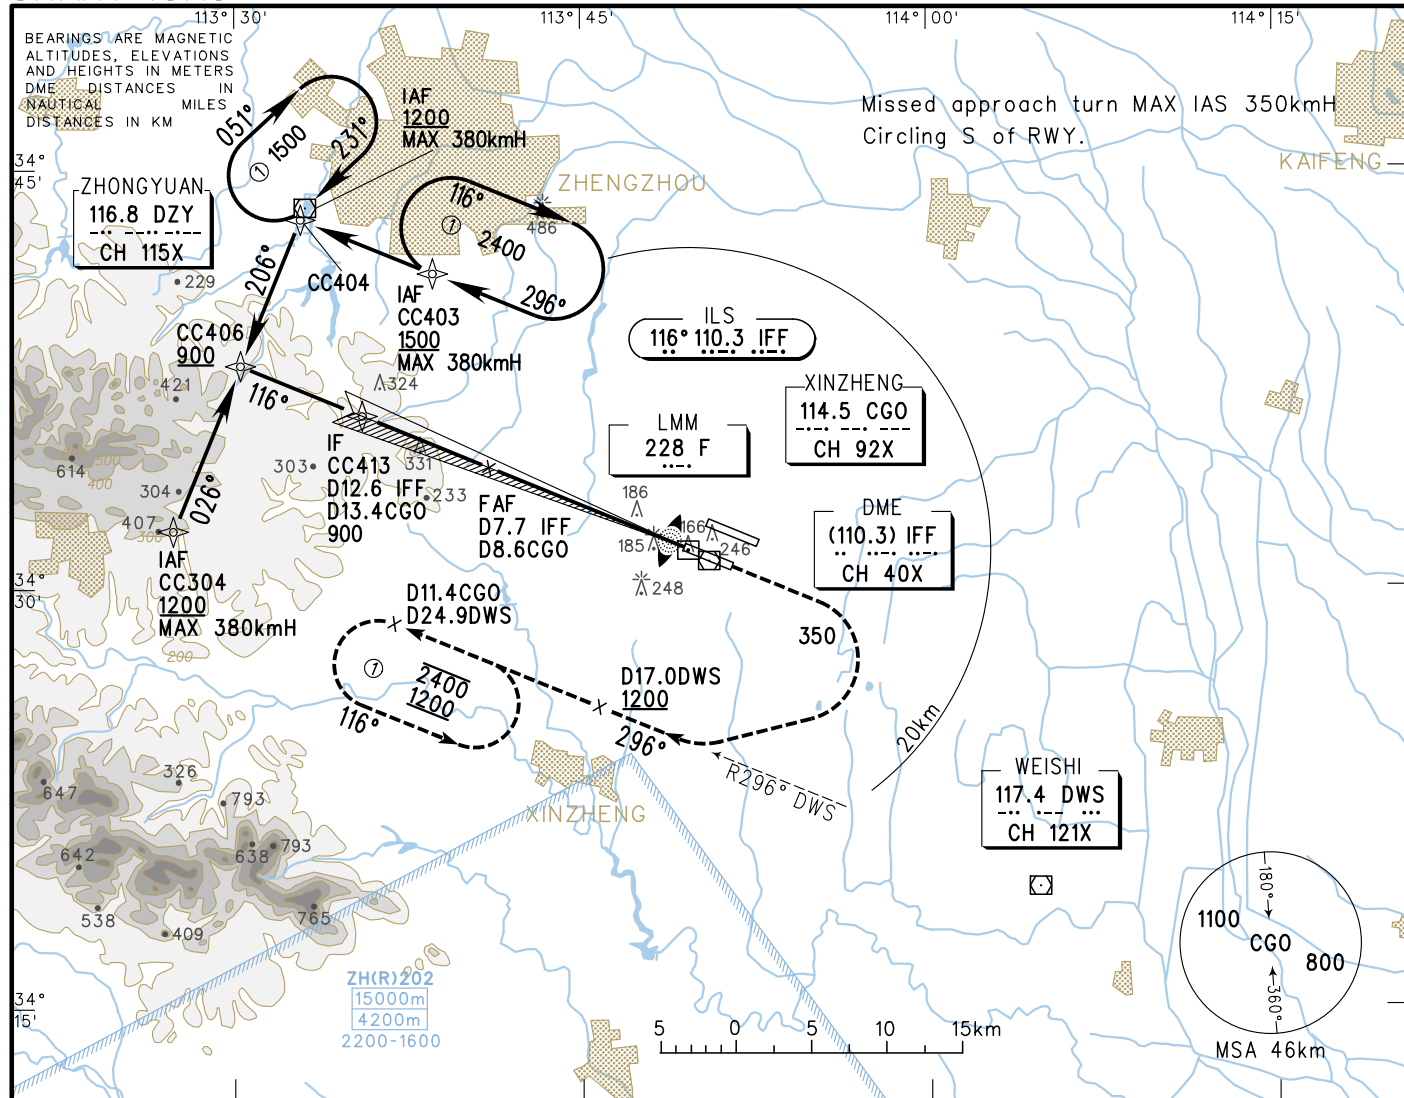 113°30'
113°45'
114°00'
114°15'
BEARINGS ARE MAGNETIC
ALTITUDES, ELEVATIONS
AND HEIGHTS IN METERS
DME DISTANCES IN
NAUTICAL MILES
DISTANCES IN KM
Missed approach turn MAX IAS 350kmH
Circling S of RWY.
34°
45'
051°
① 1500
231°
IAF
1200
MAX 380kmH
ZHENGZHOU
KAIFENG
ZHONGYUAN
116.8 DZY
CH 115X
116°
① 2400
296°
486
229
206°
CC404
IAF
CC403
1500
MAX 380kmH
ILS
116° 110.3 IFF
CC406
900
421
116°
324
XINZHENG
114.5 CGO
CH 92X
LMM
228 F
614
500
400
304
303
331
233
IF
CC413
D12.6 IFF
D13.4CGO
900
FAF
D7.7 IFF
D8.6CGO
026°
407
300
186
166
185
246
248
DME
(110.3) IFF
CH 40X
IAF
CC304
1200
MAX 380kmH
200
34°
30'
D11.4CGO
D24.9DWS
350
①
2400
1200
116°
D17.0DWS
1200
296°
R296° DWS
20km
XINZHENG
326
647
793
638
793
642
538
409
765
WEISHI
117.4 DWS
CH 121X
ZH(R)202
15000m
4200m
2200-1600
34°
15'
5 0 5 10 15km
180°
1100
CGO
800
360°
MSA 46km